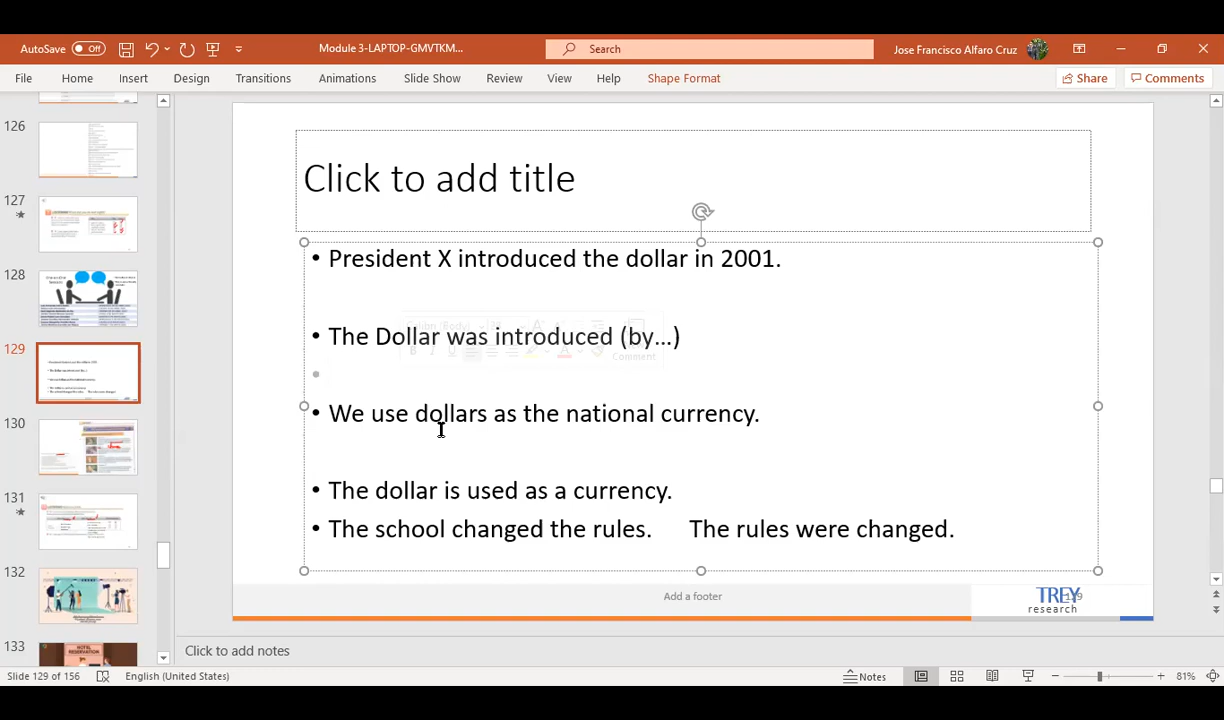 AutoSave Off Module 3-LAPTOP-GMVTKM... Search Jose Francisco Alfaro Cruz
File Home Insert Design Transitions Animations Slide Show Review View Help Shape Format Share Comments
126
127
128
129
130
131
132
133
Click to add title
• President X introduced the dollar in 2001.
• The Dollar was introduced (by...)
Comment
• We use dollars as the national currency.
• The dollar is used as a currency.
• The school changed the rules. The rules were changed.
Add a footer
TREY
research
Click to add notes
Slide 129 of 156 English (United States) Notes 81%